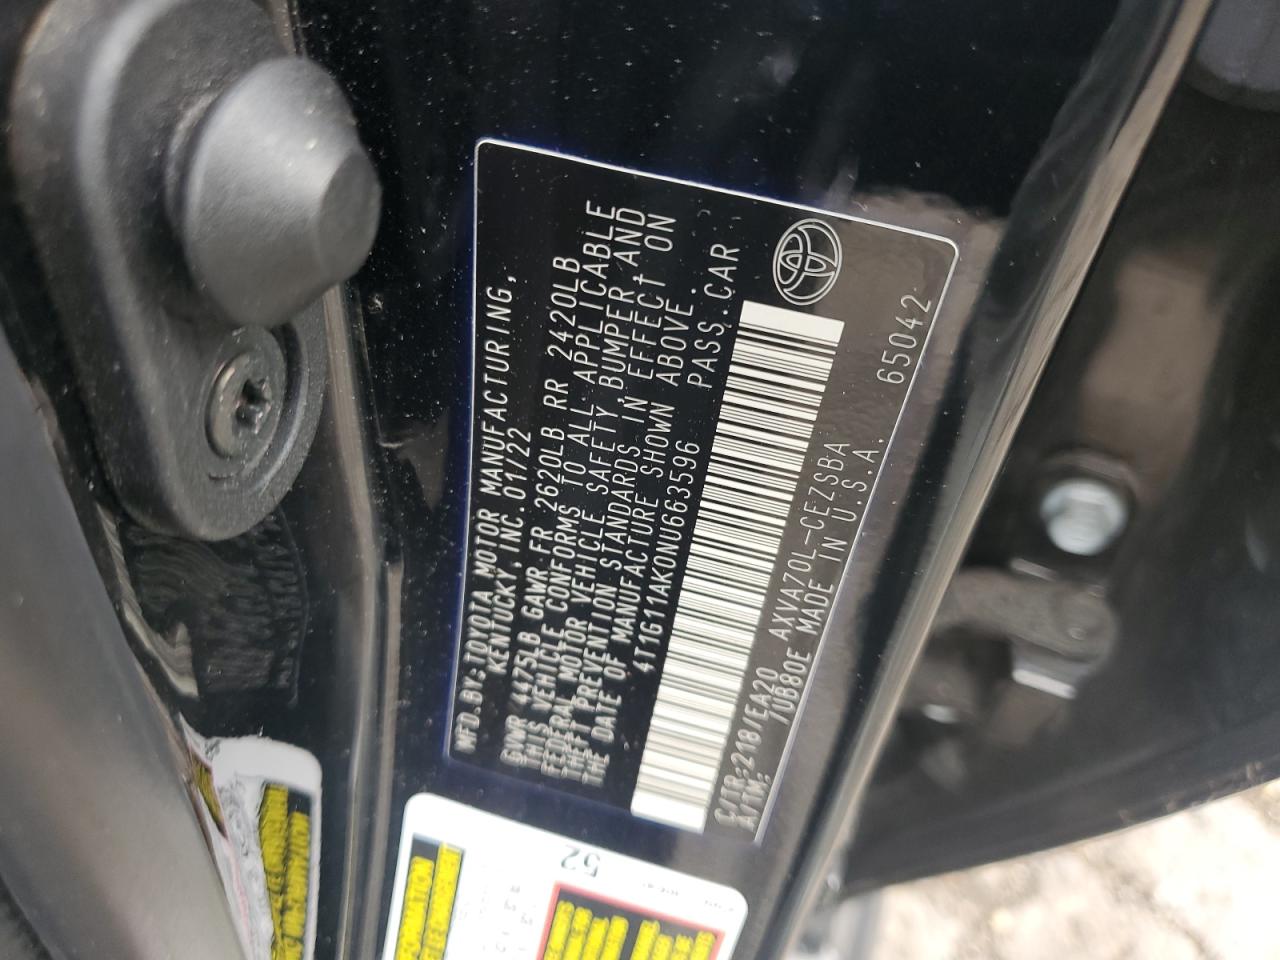 MFD.BY:TOYOTA MOTOR MANUFACTURING,
KENTUCKY,INC.01/22
GVWR 4475LB GAWR FR 2620LB RR 2420LB
THIS VEHICLE CONFORMS TO ALL APPLICABLE
FEDERAL MOTOR VEHICLE SAFETY,BUMPER,AND
THEFT PREVENTION STANDARDS IN EFFECT ON
THE DATE OF MANUFACTURE SHOWN ABOVE.
4T1G11AK0NU663596 PASS.CAR
C/TR:218/EA20 AXVA70L-CEZSBA 65042
A/TM: /UB80E MADE IN U.S.A.
52